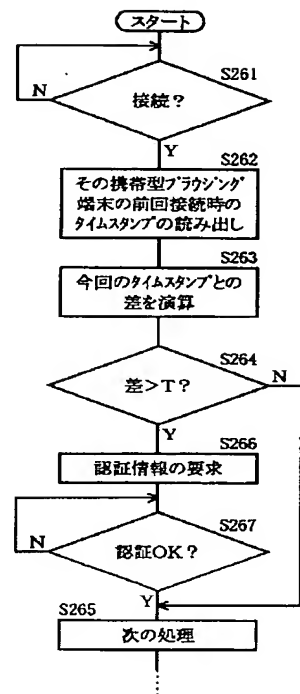 スタート
S261
接続?
N
Y
S262
その携帯型ブラウジング
端末の前回接続時の
タイムスタンプの読み出し
S263
今回のタイムスタンプとの
差を演算
S264
差>T?
N
Y
S266
認証情報の要求
S267
認証OK?
N
Y
S265
次の処理